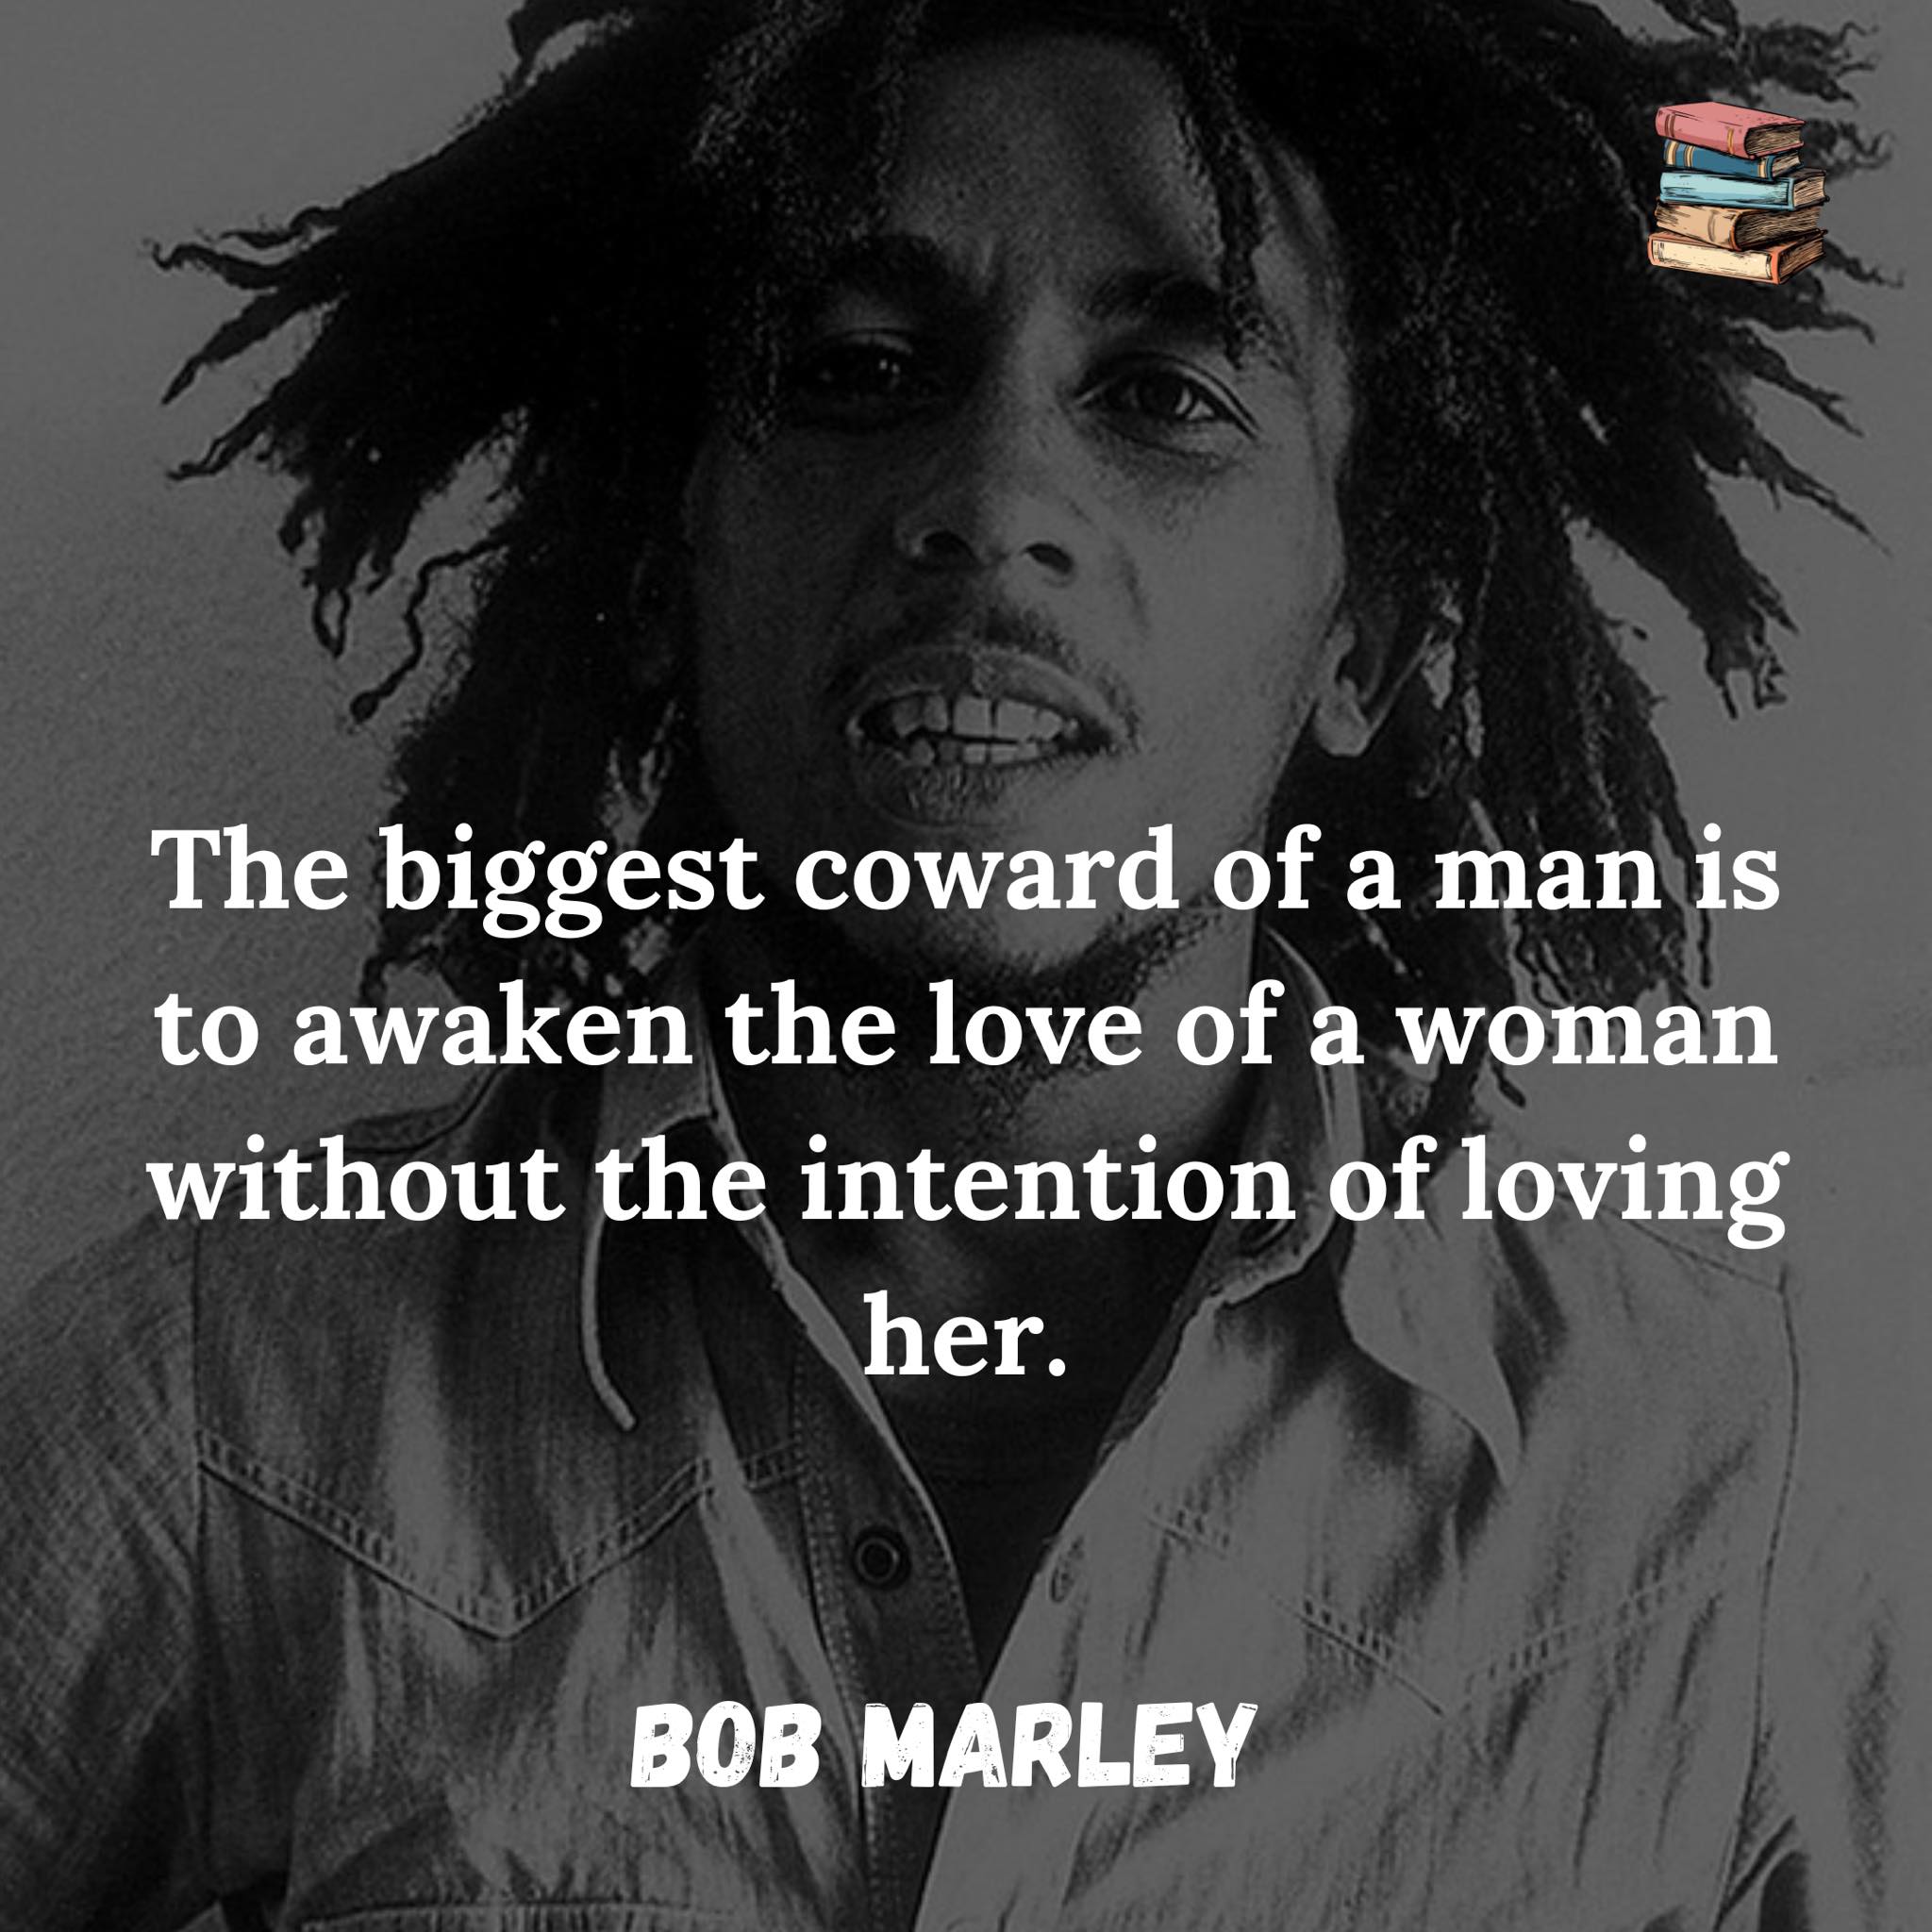 The biggest coward of a man is
to awaken the love of a woman
without the intention of loving
her.
BOB MARLEY